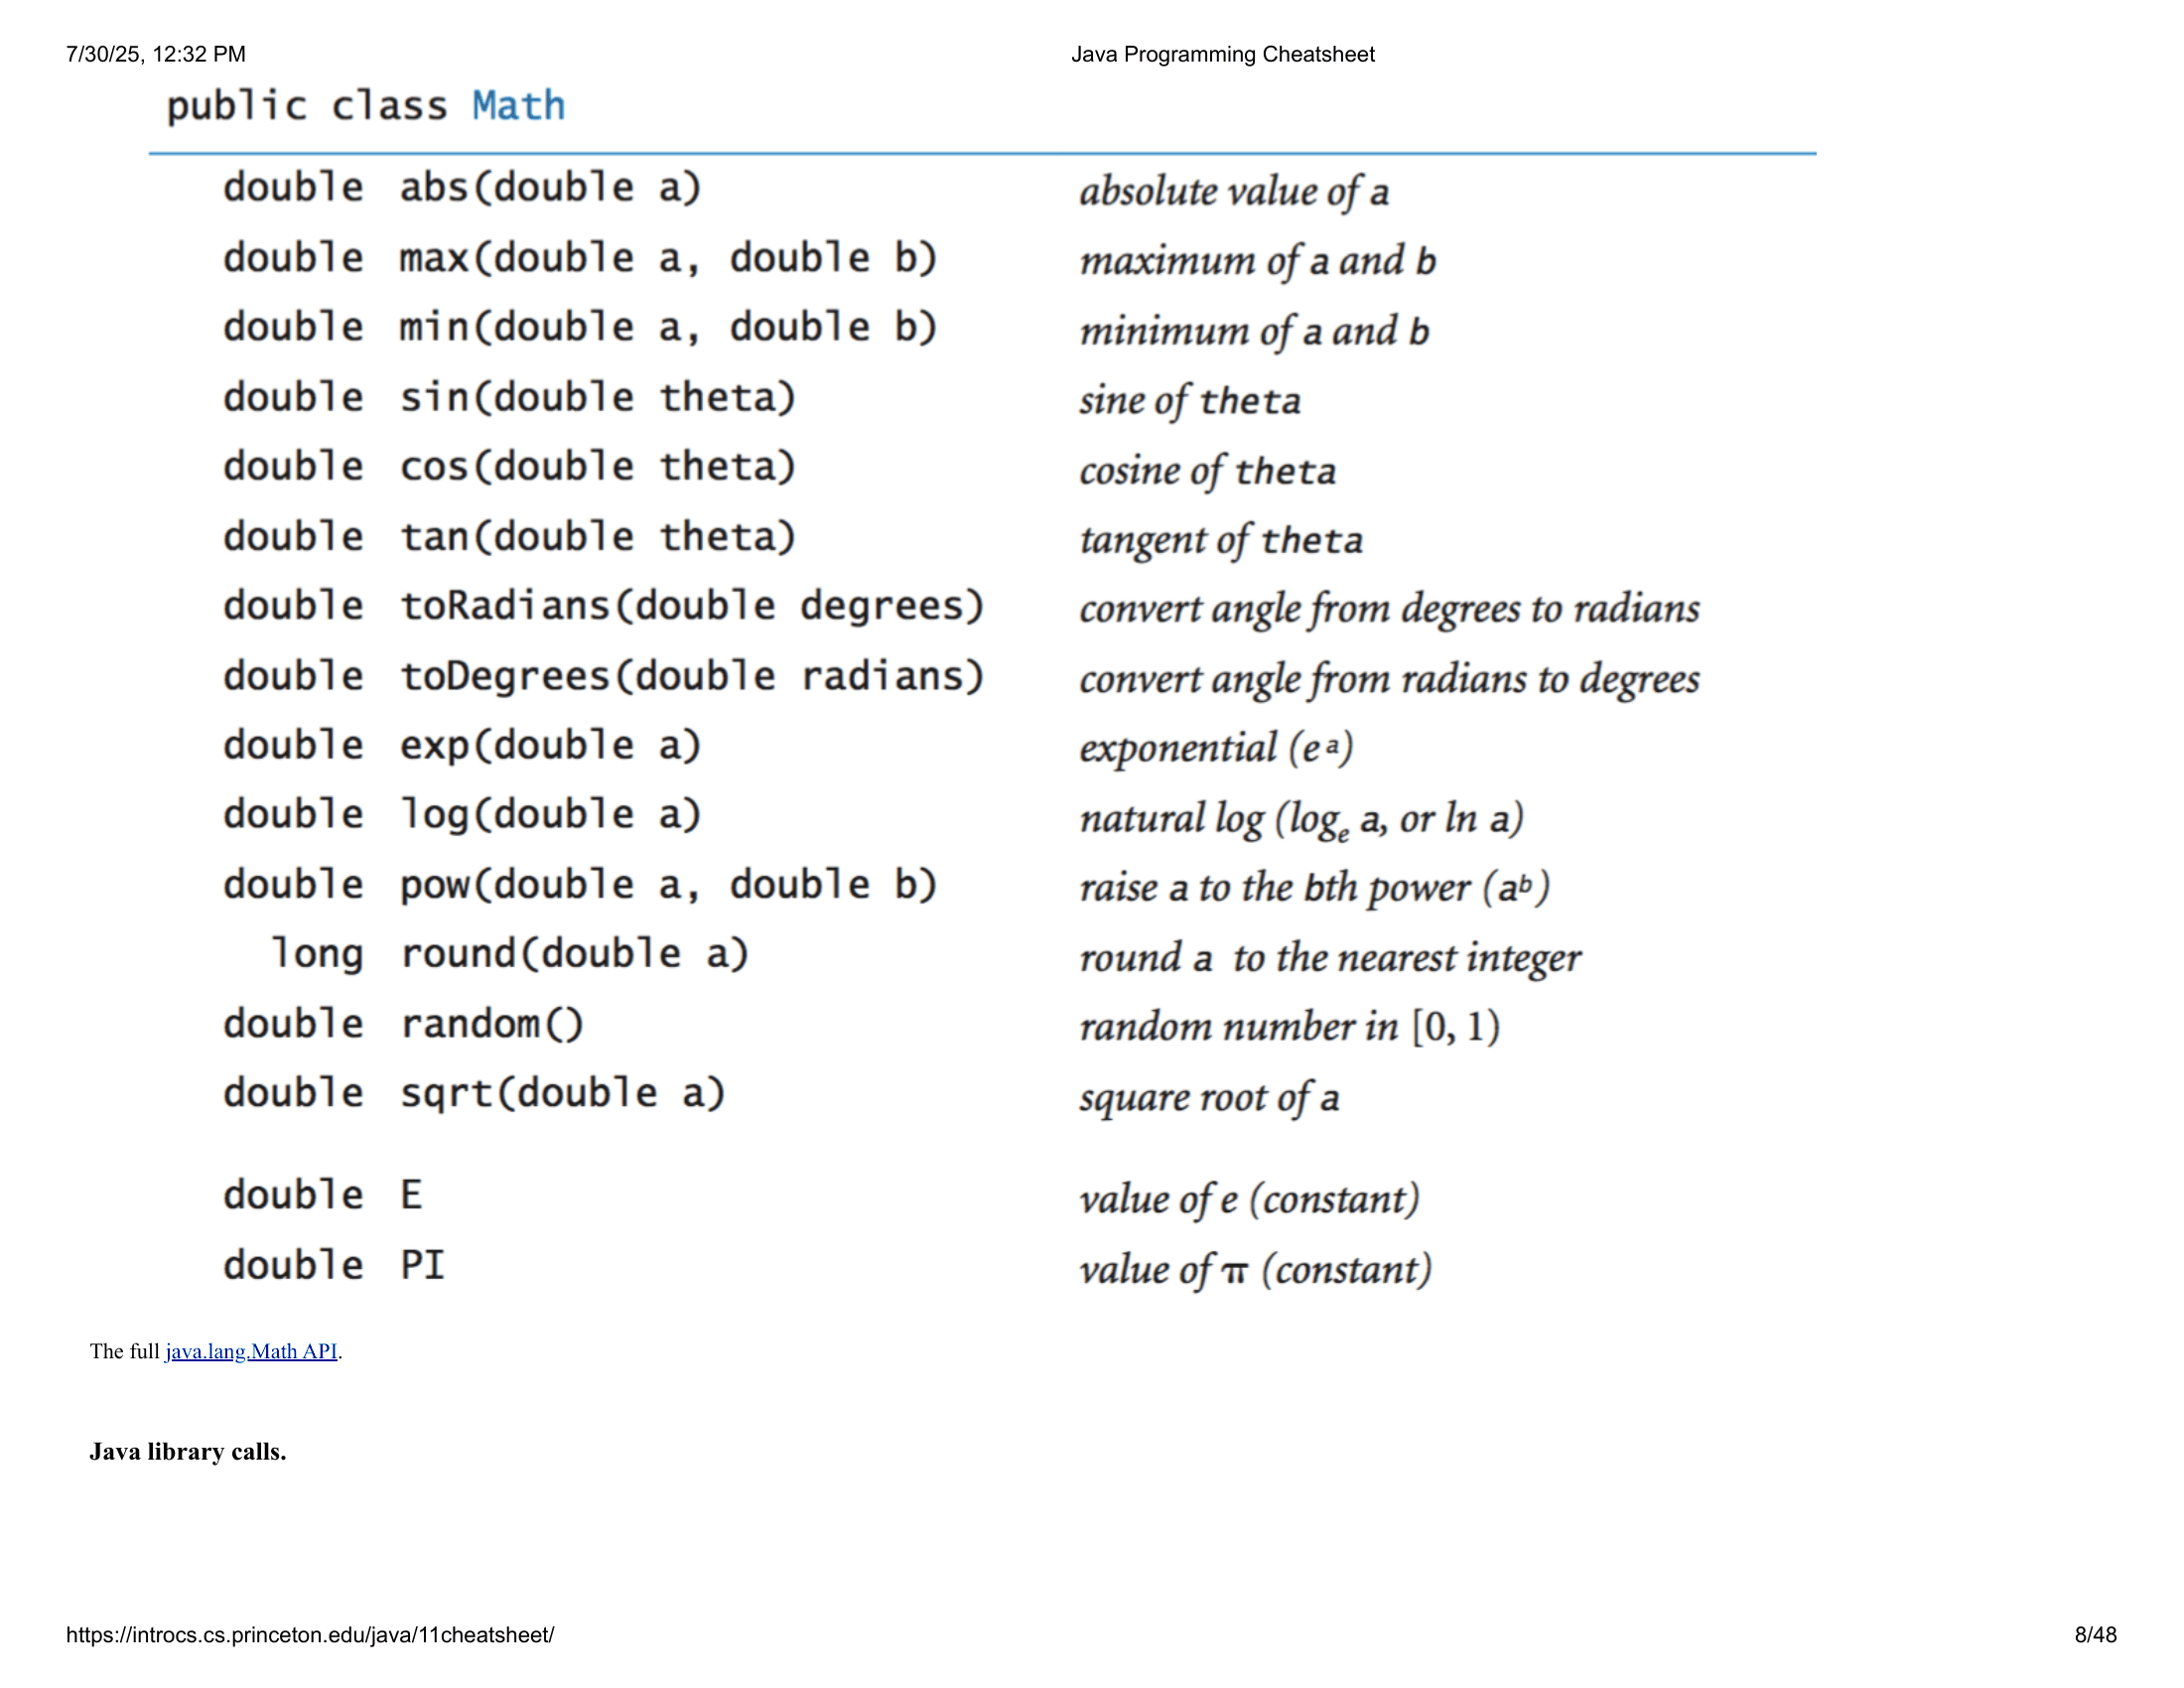 7/30/25, 12:32 PM Java Programming Cheatsheet
public class Math
double abs(double a) absolute value of a
double max(double a, double b) maximum of a and b
double min(double a, double b) minimum of a and b
double sin(double theta) sine of theta
double cos(double theta) cosine of theta
double tan(double theta) tangent of theta
double toRadians(double degrees) convert angle from degrees to radians
double toDegrees(double radians) convert angle from radians to degrees
double exp(double a) exponential (eᵃ)
double log(double a) natural log (logₑ a, or ln a)
double pow(double a, double b) raise a to the bth power (aᵇ)
long round(double a) round a to the nearest integer
double random() random number in [0, 1)
double sqrt(double a) square root of a
double E value of e (constant)
double PI value of π (constant)
The full java.lang.Math API.
Java library calls.
https://introcs.cs.princeton.edu/java/11cheatsheet/ 8/48